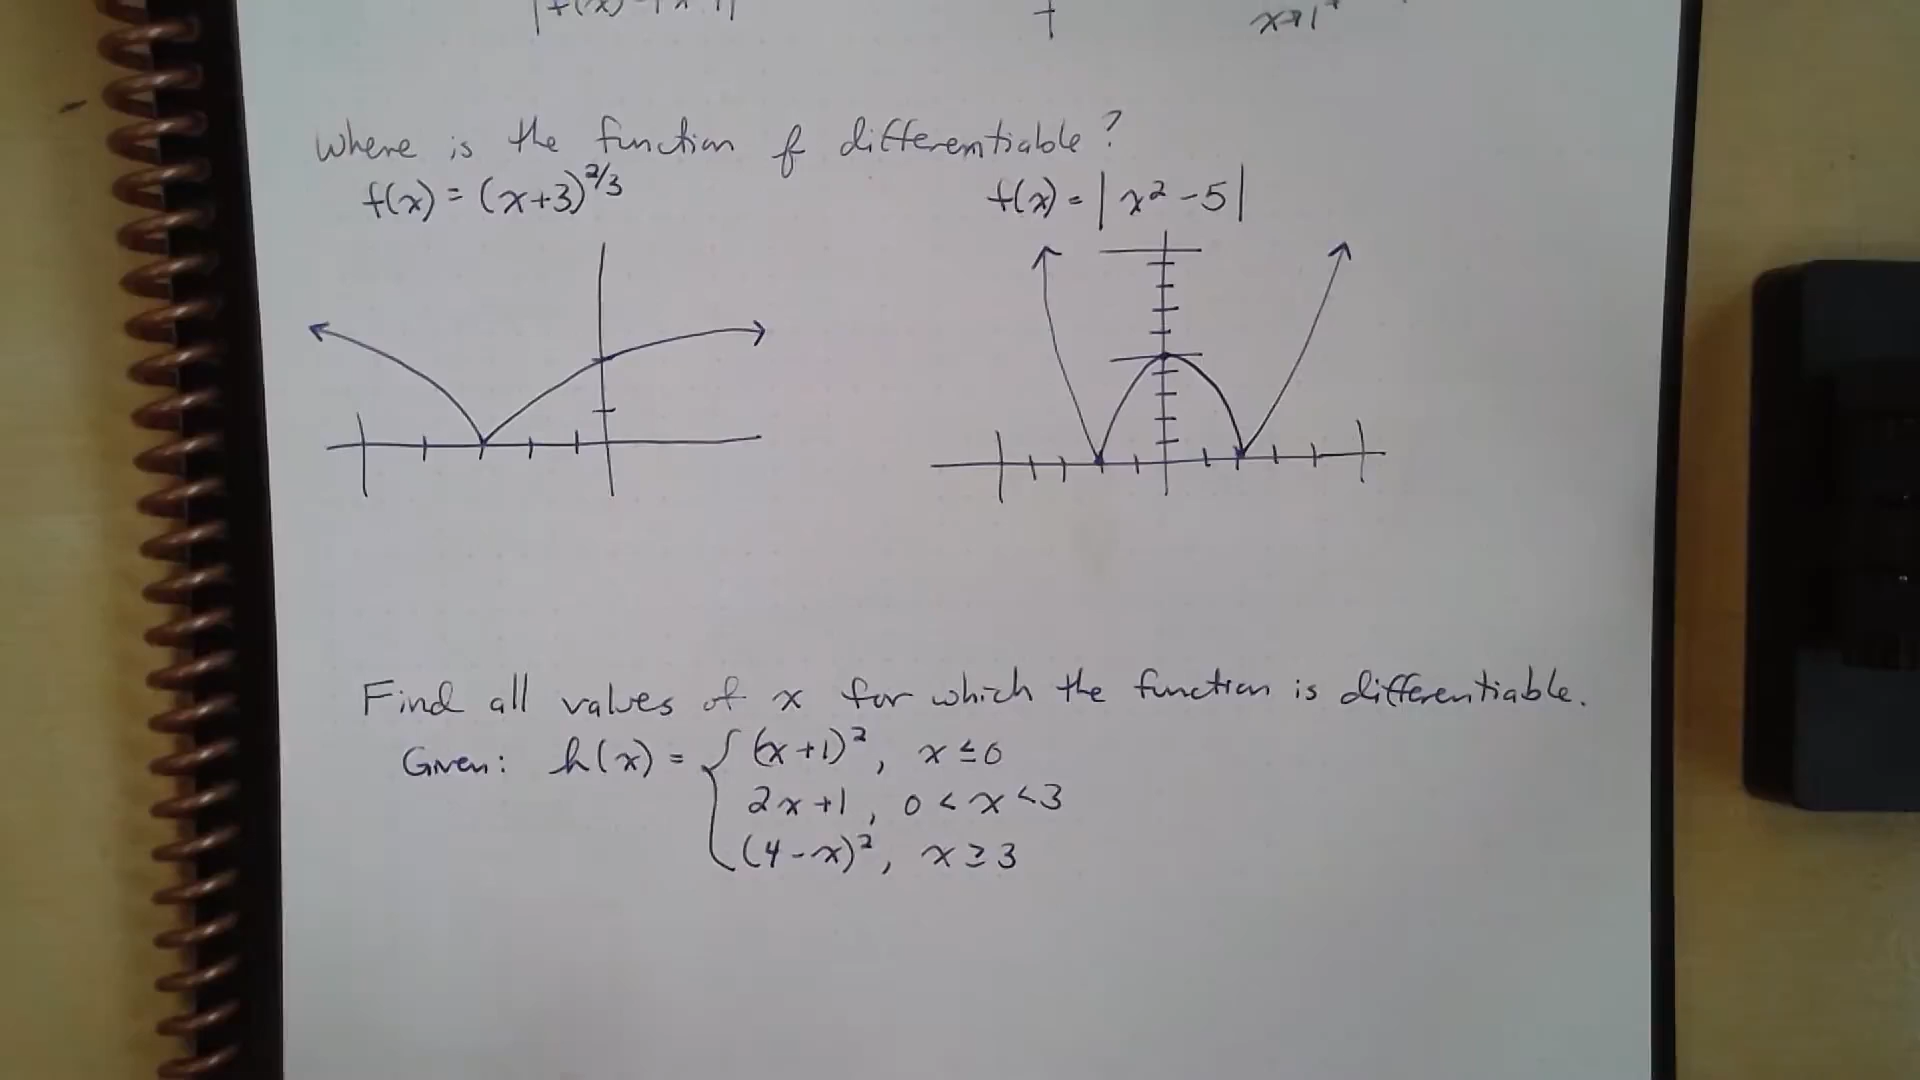 x→1⁺
Where is the function f differentiable?
f(x) = (x+3)^2/3
f(x) = | x² - 5 |
Find all values of x for which the function is differentiable.
Given: h(x) = { (x+1)², x ≤ 0
2x+1, 0 < x < 3
(4-x)², x ≥ 3